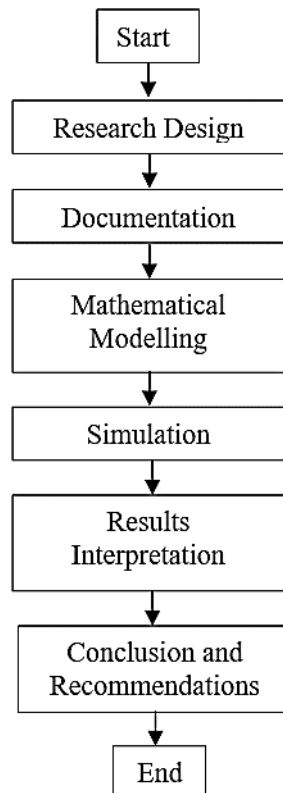 Start
Research Design
Documentation
Mathematical
Modelling
Simulation
Results
Interpretation
Conclusion and
Recommendations
End